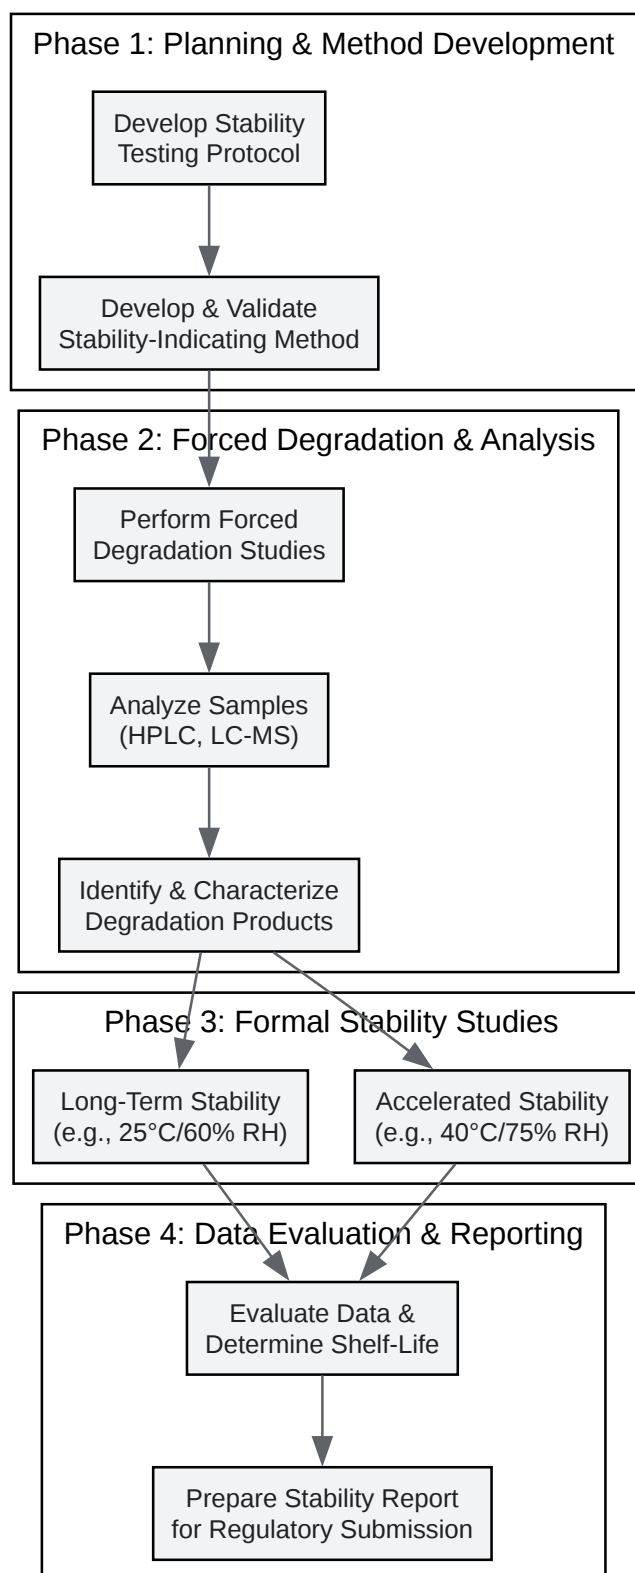 Phase 1: Planning & Method Development
Develop Stability
Testing Protocol
Develop & Validate
Stability-Indicating Method
Phase 2: Forced Degradation & Analysis
Perform Forced
Degradation Studies
Analyze Samples
(HPLC, LC-MS)
Identify & Characterize
Degradation Products
Phase 3: Formal Stability Studies
Long-Term Stability
(e.g., 25°C/60% RH)
Accelerated Stability
(e.g., 40°C/75% RH)
Phase 4: Data Evaluation & Reporting
Evaluate Data &
Determine Shelf-Life
Prepare Stability Report
for Regulatory Submission